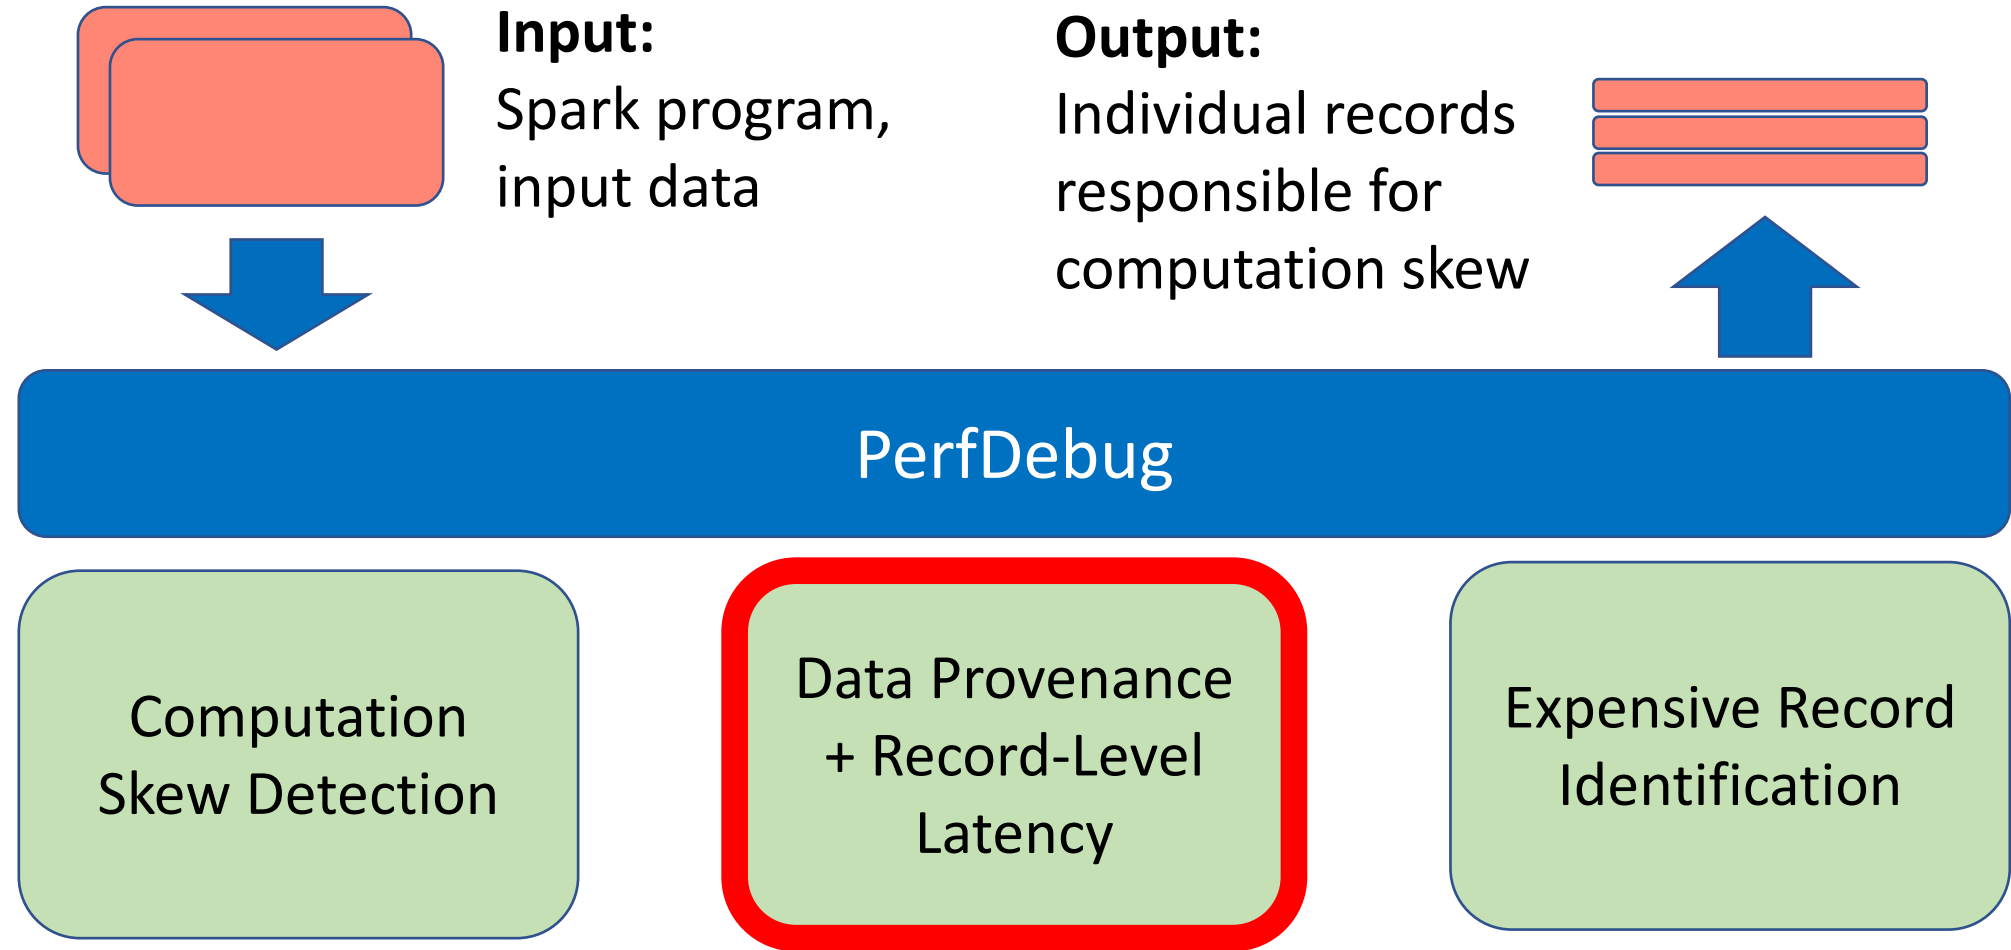 Input:
Spark program,
input data
Output:
Individual records
responsible for
computation skew
PerfDebug
Computation
Skew Detection
Data Provenance
+ Record-Level
Latency
Expensive Record
Identification